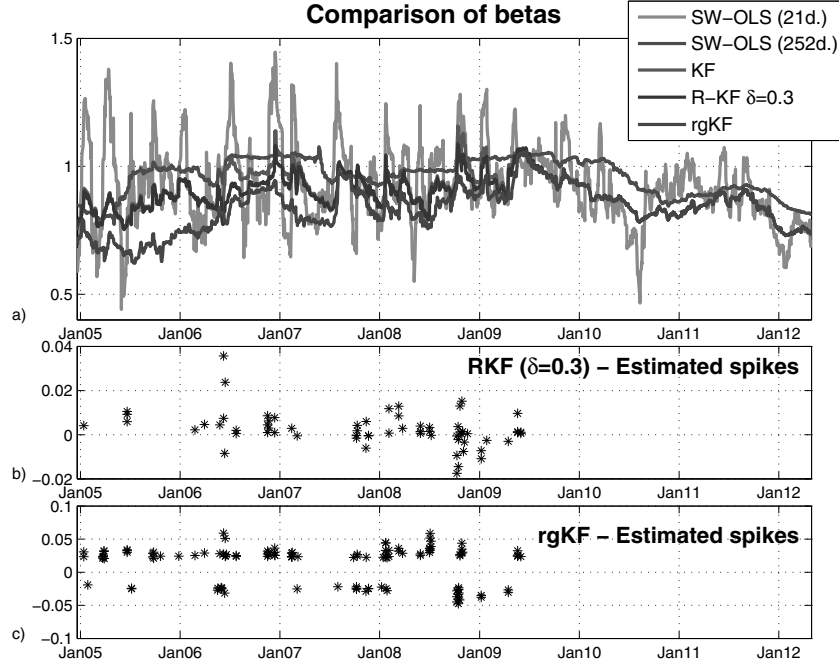 Comparison of betas
SW−OLS (21d.)
SW−OLS (252d.)
KF
R−KF δ=0.3
rgKF
1.5
1
0.5
a)
Jan05 Jan06 Jan07 Jan08 Jan09 Jan10 Jan11 Jan12
RKF (δ=0.3) − Estimated spikes
0.04
0.02
0
−0.02
b)
Jan05 Jan06 Jan07 Jan08 Jan09 Jan10 Jan11 Jan12
rgKF − Estimated spikes
0.1
0.05
0
−0.05
−0.1
c)
Jan05 Jan06 Jan07 Jan08 Jan09 Jan10 Jan11 Jan12